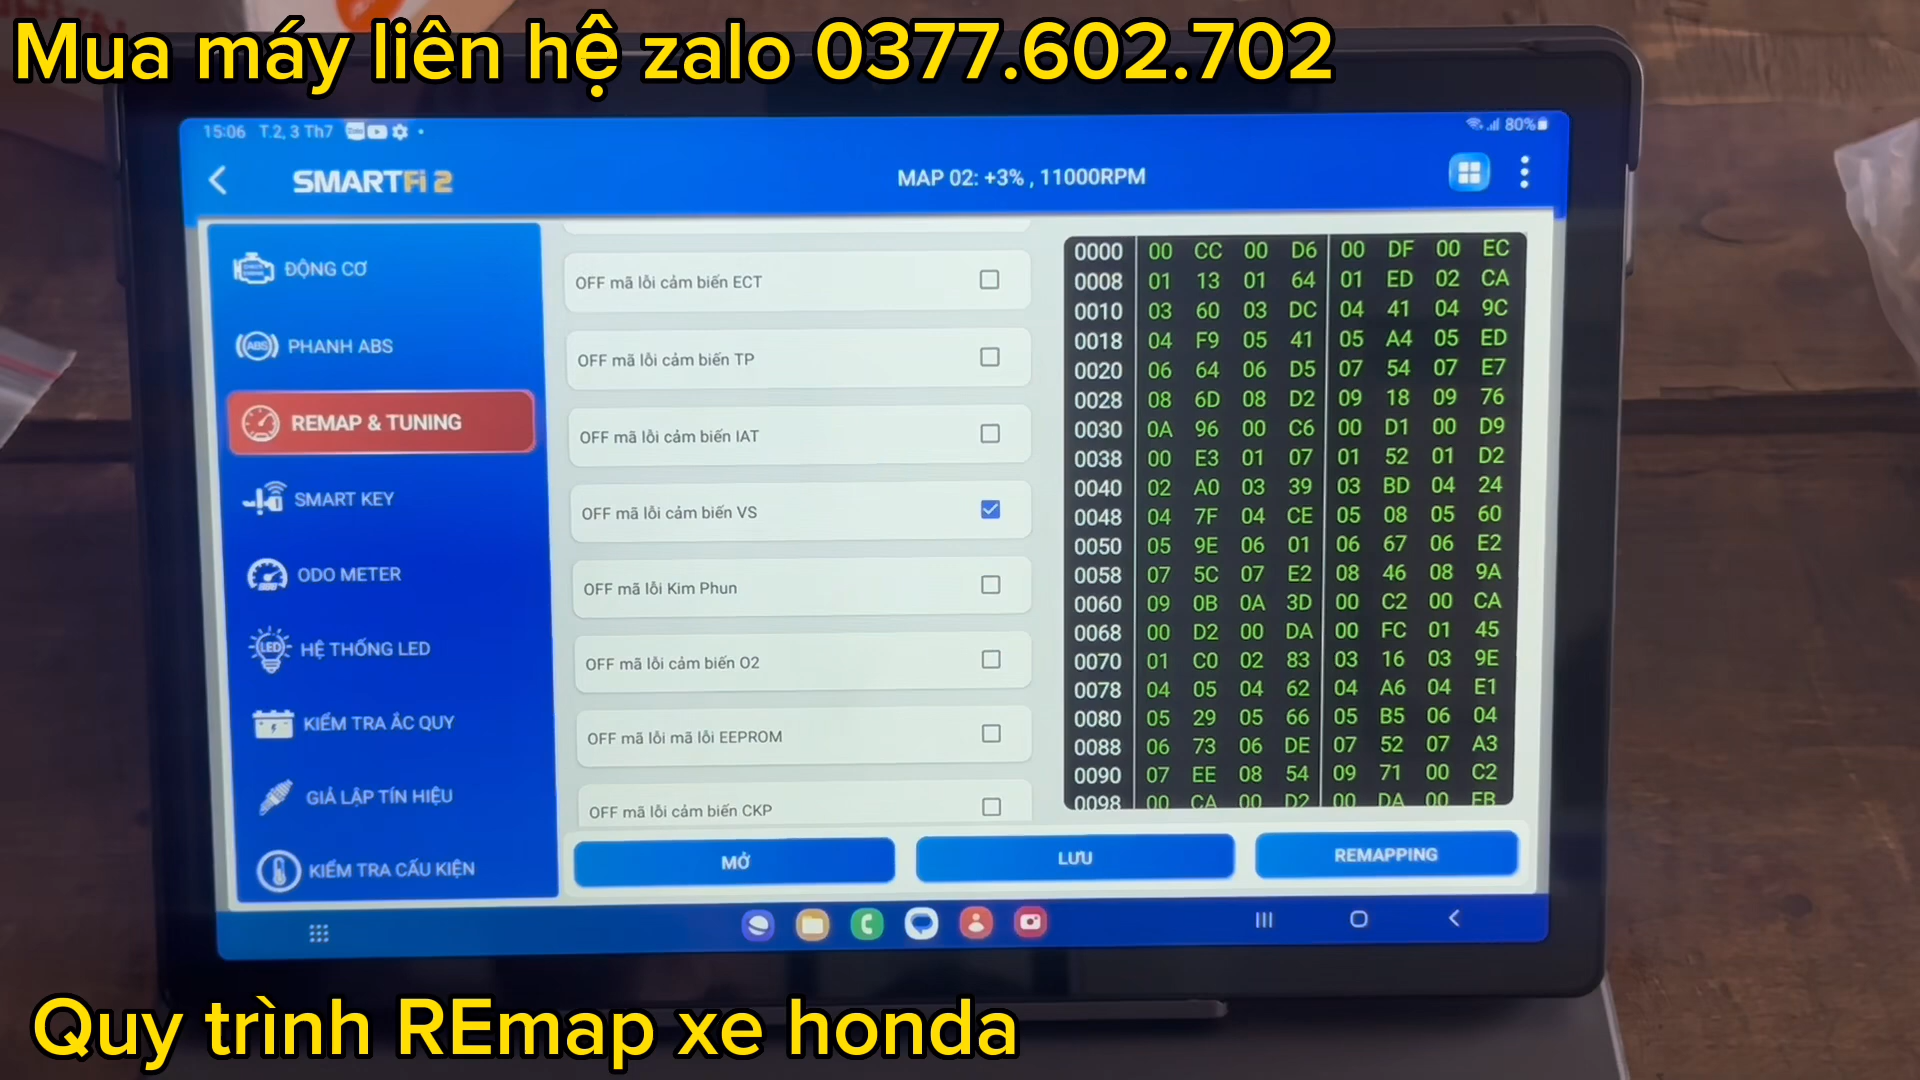 Mua máy liên hệ zalo 0377.602.702
15:06 T.2, 3 Th7
80%
SMARTFi 2
MAP 02: +3% , 11000RPM
ĐỘNG CƠ
PHANH ABS
REMAP & TUNING
SMART KEY
ODO METER
HỆ THỐNG LED
KIỂM TRA ẮC QUY
GIẢ LẬP TÍN HIỆU
KIỂM TRA CẤU KIỆN
OFF mã lỗi cảm biến ECT
OFF mã lỗi cảm biến TP
OFF mã lỗi cảm biến IAT
OFF mã lỗi cảm biến VS
OFF mã lỗi Kim Phun
OFF mã lỗi cảm biến O2
OFF mã lỗi mã lỗi EEPROM
OFF mã lỗi cảm biến CKP
0000 00 CC 00 D6 00 DF 00 EC
0008 01 13 01 64 01 ED 02 CA
0010 03 60 03 DC 04 41 04 9C
0018 04 F9 05 41 05 A4 05 ED
0020 06 64 06 D5 07 54 07 E7
0028 08 6D 08 D2 09 18 09 76
0030 0A 96 00 C6 00 D1 00 D9
0038 00 E3 01 07 01 52 01 D2
0040 02 A0 03 39 03 BD 04 24
0048 04 7F 04 CE 05 08 05 60
0050 05 9E 06 01 06 67 06 E2
0058 07 5C 07 E2 08 46 08 9A
0060 09 0B 0A 3D 00 C2 00 CA
0068 00 D2 00 DA 00 FC 01 45
0070 01 C0 02 83 03 16 03 9E
0078 04 05 04 62 04 A6 04 E1
0080 05 29 05 66 05 B5 06 04
0088 06 73 06 DE 07 52 07 A3
0090 07 EE 08 54 09 71 00 C2
0098 00 CA 00 D2 00 DA 00 FB
MỞ
LƯU
REMAPPING
Quy trình REmap xe honda